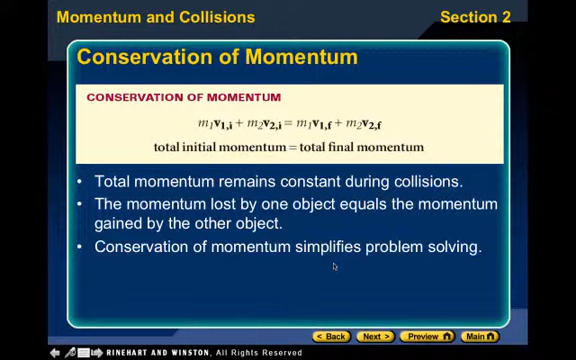 Momentum and Collisions
Section 2
Conservation of Momentum
CONSERVATION OF MOMENTUM
m₁v₁,ᵢ + m₂v₂,ᵢ = m₁v₁,f + m₂v₂,f
total initial momentum = total final momentum
• Total momentum remains constant during collisions.
• The momentum lost by one object equals the momentum
gained by the other object.
• Conservation of momentum simplifies problem solving.
< Back
Next >
Preview
Main
RINEHART AND WINSTON, All Rights Reserved